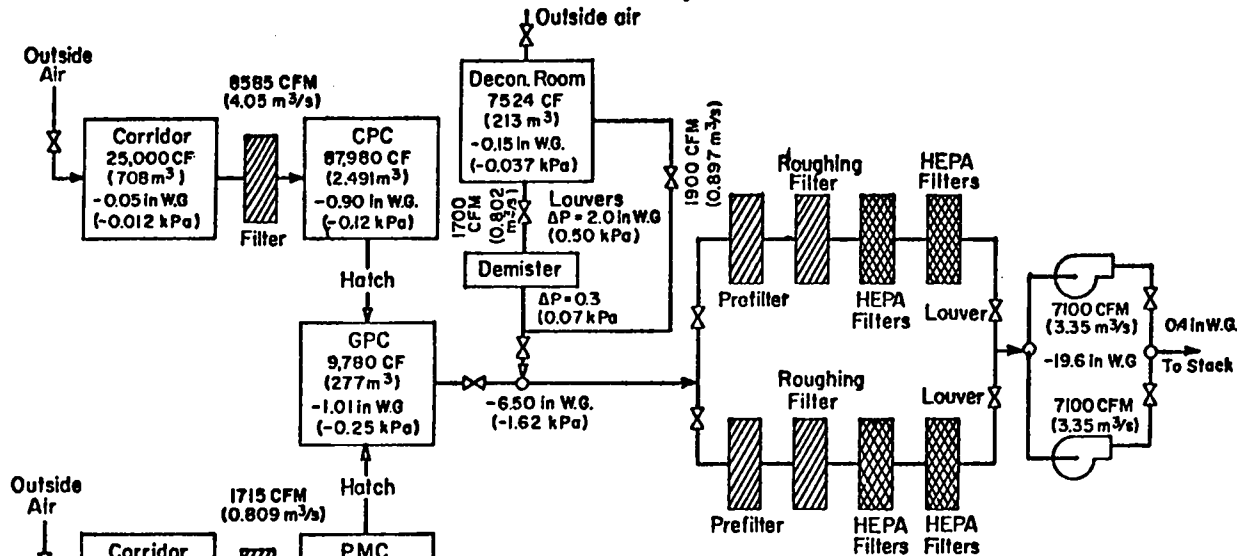 Outside air
Outside
Air
8585 CFM
(4.05 m³/s)
Corridor
25,000 CF
(708 m³)
-0.05 in W.G
(-0.012 kPa)
Filter
CPC
87,980 CF
(2.491 m³)
-0.90 in W.G.
(-0.12 kPa)
Hatch
Decon. Room
7524 CF
(213 m³)
-0.15 in W.G.
(-0.037 kPa)
1700
CFM
(0.802
m³/s)
Louvers
ΔP = 2.0 in W.G
(0.50 kPa)
Demister
ΔP = 0.3
(0.07 kPa
1900 CFM
(0.897 m³/s)
GPC
9,780 CF
(277 m³)
-1.01 in W.G
(-0.25 kPa)
-6.50 in W.G.
(-1.62 kPa)
Roughing
Filter
HEPA
Filters
Prefilter
HEPA
Filters
Louver
7100 CFM
(3.35 m³/s)
-19.6 in W.G
0.4 in W.G.
To Stack
7100 CFM
(3.35 m³/s)
Roughing
Filter
Louver
Prefilter
HEPA
Filters
HEPA
Filters
Hatch
Outside
Air
1715 CFM
(0.809 m³/s)
Corridor
PMC